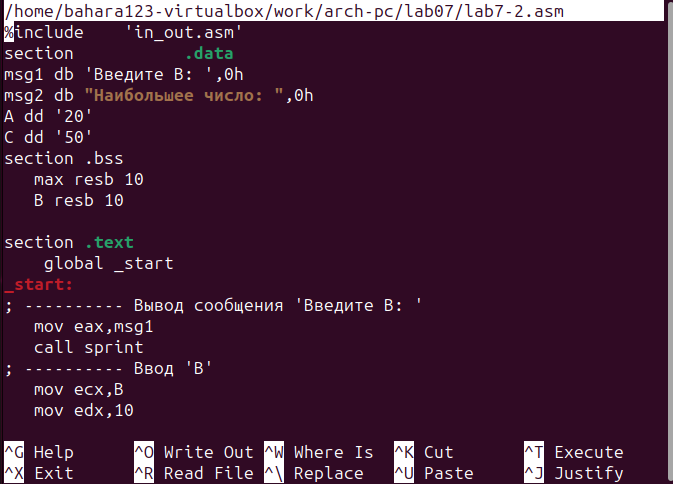 /home/bahara123-virtualbox/work/arch-pc/lab07/lab7-2.asm
%include    'in_out.asm'
section           .data
msg1 db 'Введите B: ',0h
msg2 db "Наибольшее число: ",0h
A dd '20'
C dd '50'
section .bss
   max resb 10
   B resb 10
section .text
    global _start
_start:
; ---------- Вывод сообщения 'Введите B: '
   mov eax,msg1
   call sprint
; ---------- Ввод 'B'
   mov ecx,B
   mov edx,10
^G Help ^O Write Out ^W Where Is ^K Cut ^T Execute
^X Exit ^R Read File ^\ Replace ^U Paste ^J Justify